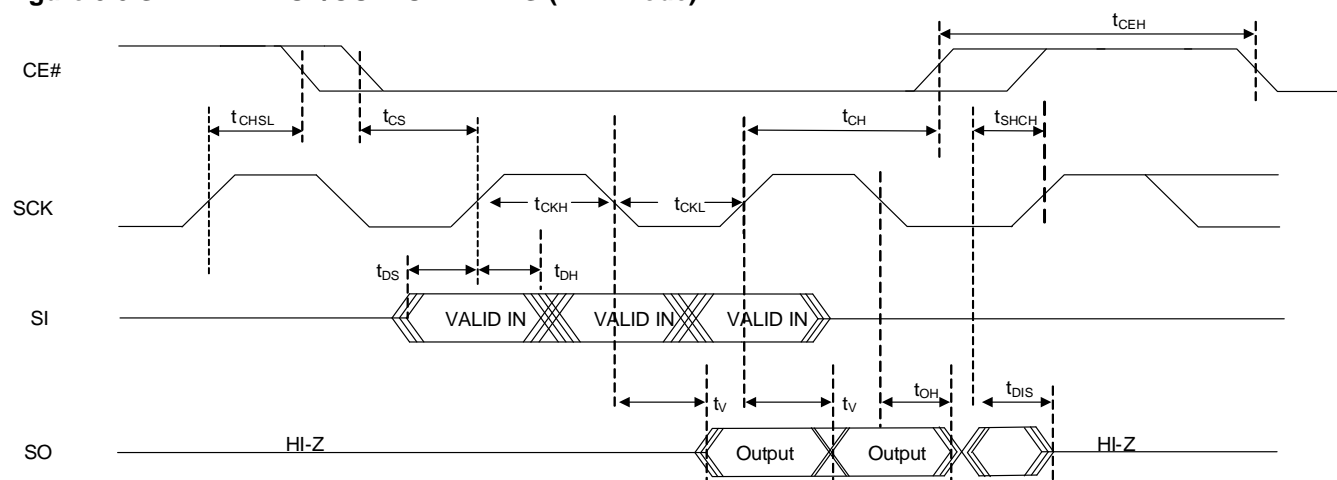 tCEH
CE#
tCHSL
tCS
tCH
tSHCH
SCK
tCKH
tCKL
tDS
tDH
SI
VALID IN
VALID IN
VALID IN
tV
tV
tOH
tDIS
SO
HI-Z
Output
Output
HI-Z